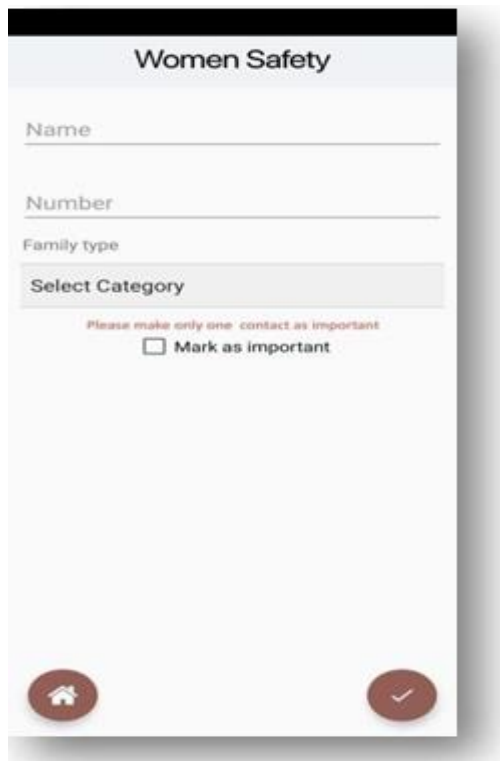 Women Safety
Name
Number
Family type
Select Category
Please make only one contact as important
Mark as important